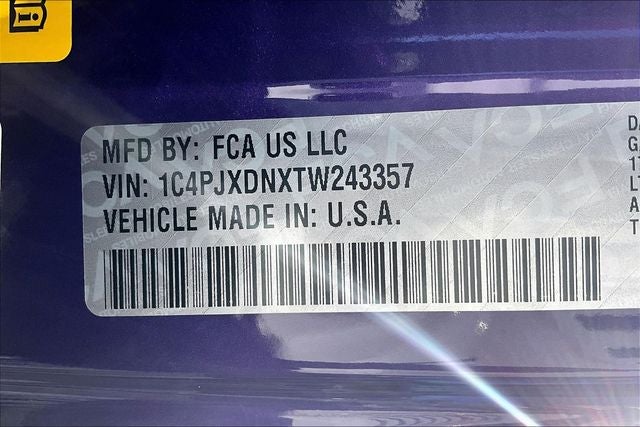 MFD BY: FCA US LLC
VIN: 1C4PJXDNXTW243357
VEHICLE MADE IN: U.S.A.